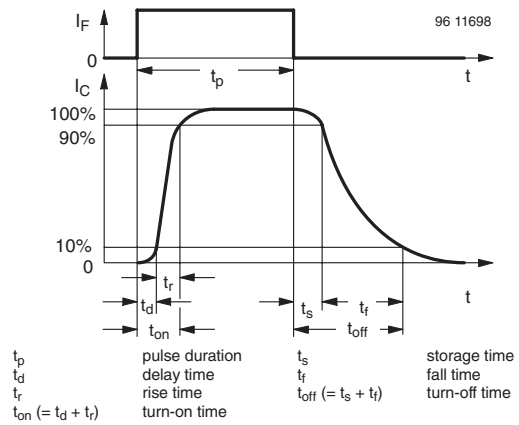 I_F
96 11698
0
t_p
t
I_C
100%
90%
10%
0
t_r
t_d
t_on
t_s
t_f
t_off
t
t_p pulse duration t_s storage time
t_d delay time t_f fall time
t_r rise time t_off (= t_s + t_f) turn-off time
t_on (= t_d + t_r) turn-on time